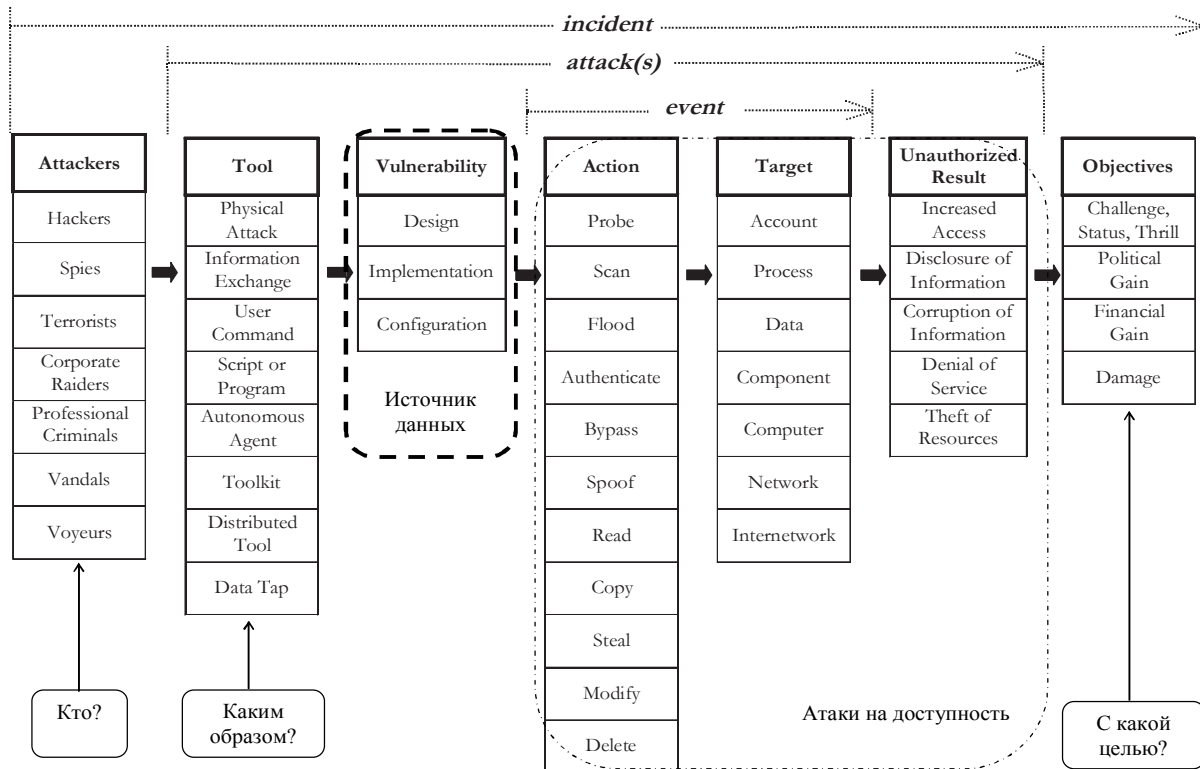 incident
attack(s)
event
Attackers
Hackers
Spies
Terrorists
Corporate
Raiders
Professional
Criminals
Vandals
Voyeurs
Кто?
Tool
Physical
Attack
Information
Exchange
User
Command
Script or
Program
Autonomous
Agent
Toolkit
Distributed
Tool
Data Tap
Каким
образом?
Vulnerability
Design
Implementation
Configuration
Источник
данных
Action
Probe
Scan
Flood
Authenticate
Bypass
Spoof
Read
Copy
Steal
Modify
Delete
Target
Account
Process
Data
Component
Computer
Network
Internetwork
Unauthorized
Result
Increased
Access
Disclosure of
Information
Corruption of
Information
Denial of
Service
Theft of
Resources
Атаки на доступность
Objectives
Challenge,
Status, Thrill
Political
Gain
Financial
Gain
Damage
С какой
целью?